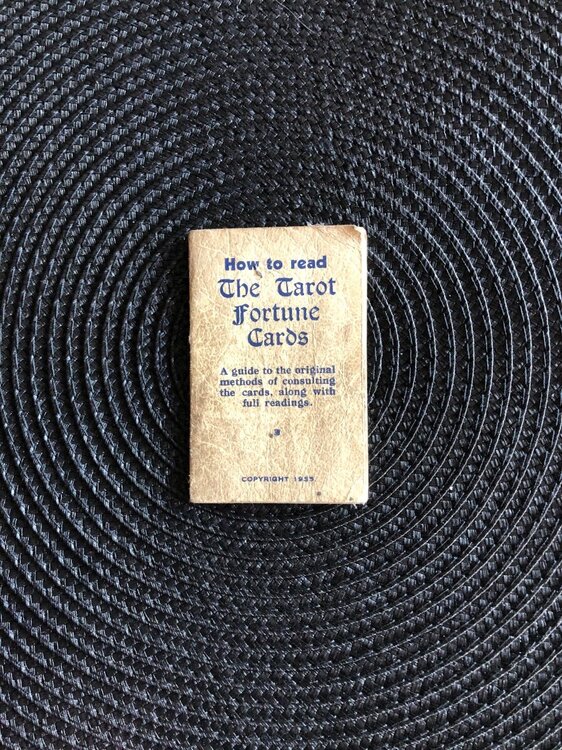 How to read
The Tarot
Fortune
Cards
A guide to the original
methods of consulting
the cards, along with
full readings.
COPYRIGHT 1935